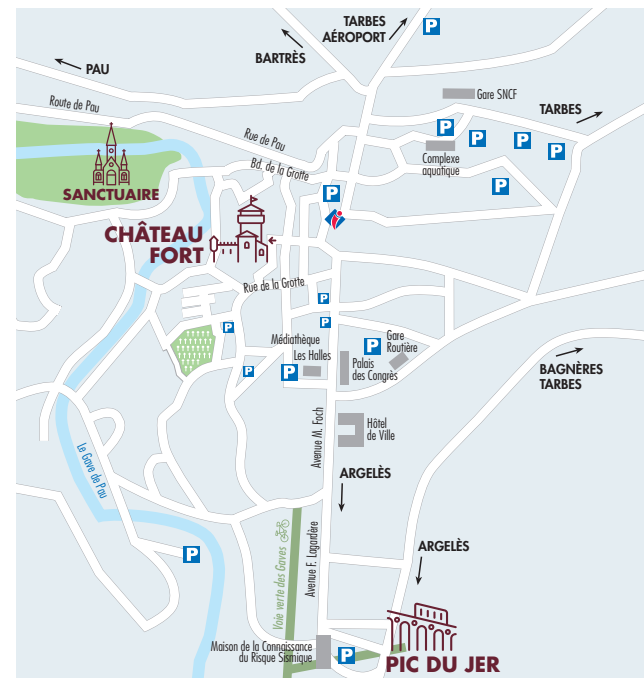 TARBES
AÉROPORT
P
BARTRÈS
PAU
Gare SNCF
Route de Pau
TARBES
Rue de Pau
P
P
P
P
Complexe
aquatique
Bd. de la Grotte
P
P
SANCTUAIRE
CHÂTEAU
FORT
Rue de la Grotte
P
P
P
Médiathèque
Les Halles
P
Gare
Routière
P
P
Palais
des Congrès
BAGNÈRES
TARBES
Hôtel
de Ville
Avenue M. Foch
Le Gave de Pau
ARGELÈS
ARGELÈS
P
Voie verte des Gaves
Avenue F. Lagardère
Maison de la Connaissance
du Risque Sismique
P
PIC DU JER